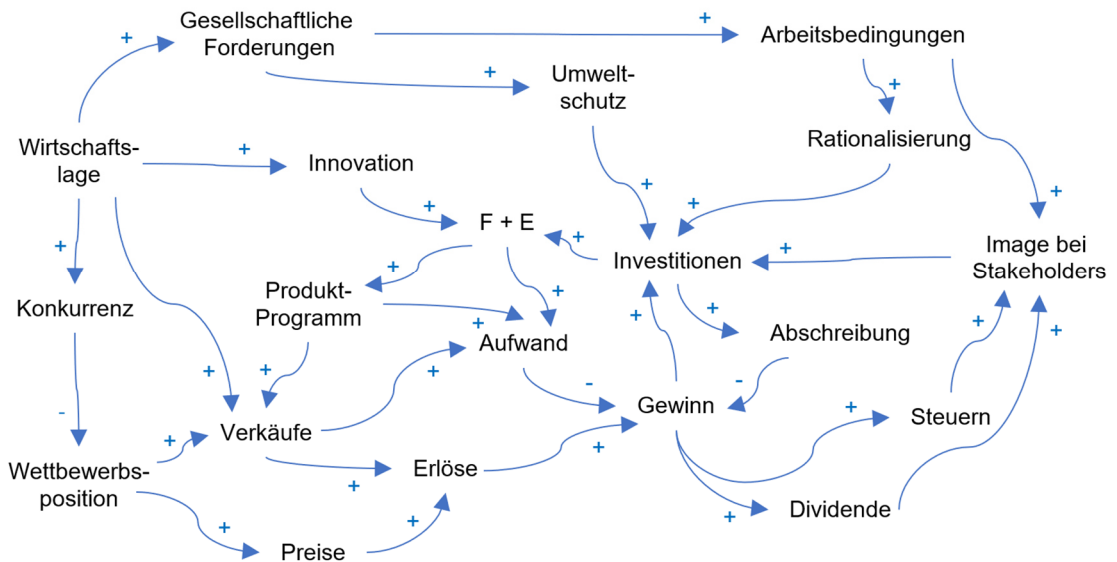 Gesellschaftliche
Forderungen
+
+
Arbeitsbedingungen
+
Umwelt-
schutz
+
Rationalisierung
Wirtschafts-
lage
+
Innovation
+
+
+
+
F + E
+
Investitionen
+
Image bei
Stakeholders
+
+
Konkurrenz
Produkt-
Programm
+
+
+
+
Aufwand
+
Abschreibung
+
+
+
+
-
-
-
Gewinn
+
Steuern
Verkäufe
+
+
Wettbewerbs-
position
+
Erlöse
+
+
+
Dividende
+
Preise